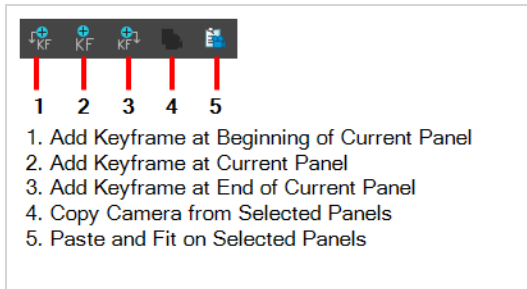 KF KF KF
1 2 3 4 5
1. Add Keyframe at Beginning of Current Panel
2. Add Keyframe at Current Panel
3. Add Keyframe at End of Current Panel
4. Copy Camera from Selected Panels
5. Paste and Fit on Selected Panels